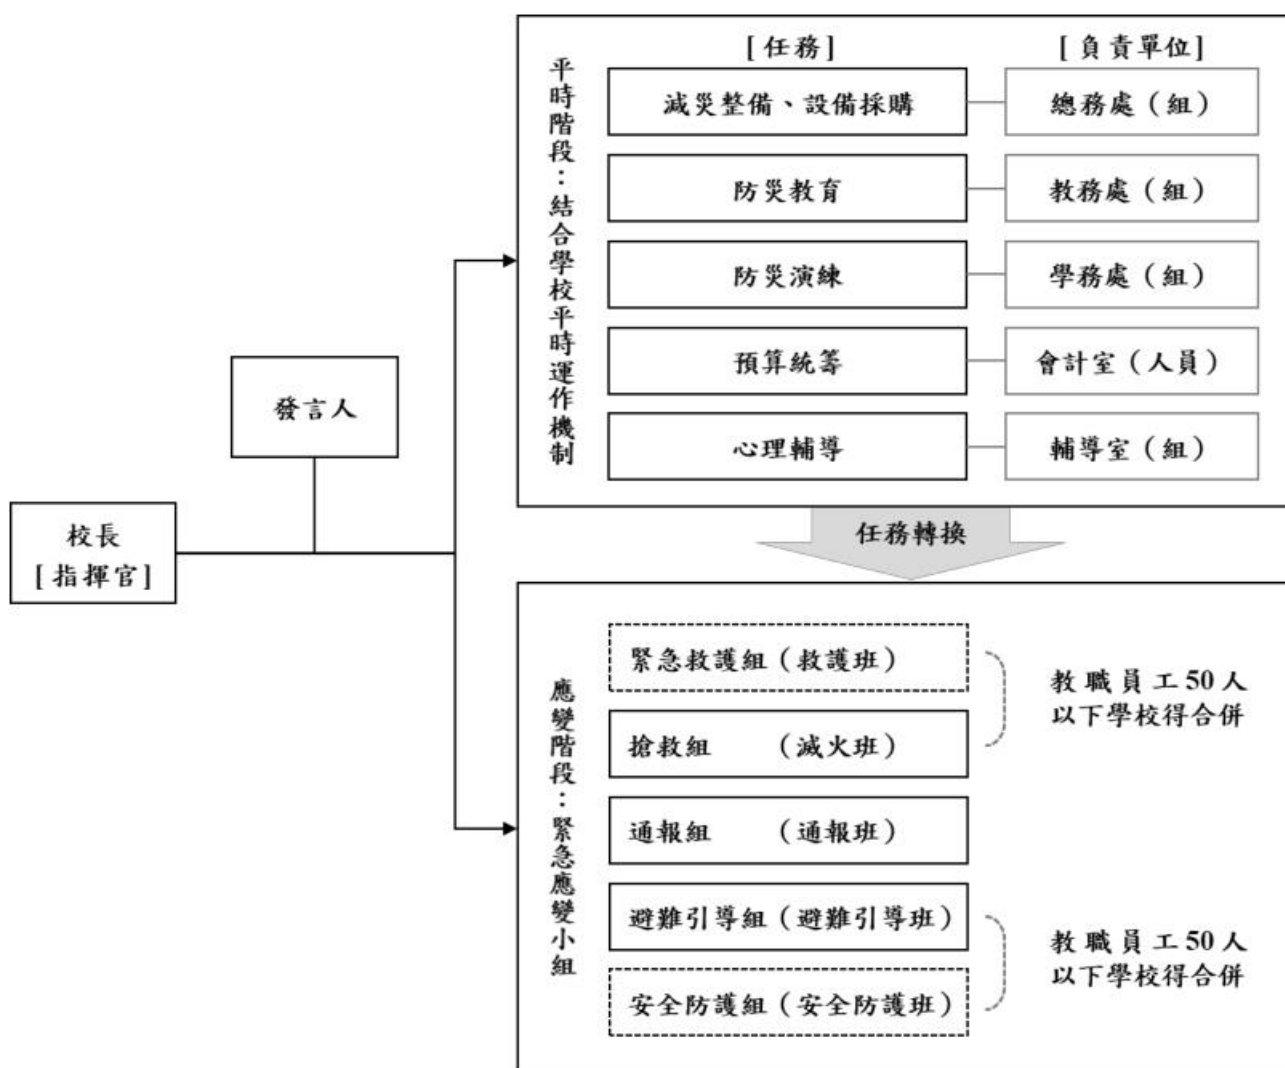 [任務]
[負責單位]
平時階段：結合學校平時運作機制
減災整備、設備採購
總務處（組）
防災教育
教務處（組）
防災演練
學務處（組）
預算統籌
會計室（人員）
心理輔導
輔導室（組）
發言人
校長
[指揮官]
任務轉換
應變階段：緊急應變小組
緊急救護組（救護班）
搶救組　　（滅火班）
教職員工50人
以下學校得合併
通報組　　（通報班）
避難引導組（避難引導班）
安全防護組（安全防護班）
教職員工50人
以下學校得合併